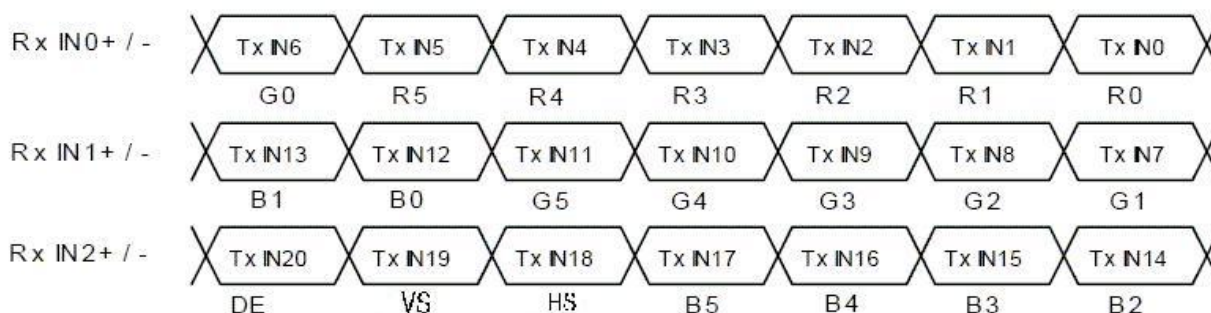 Rx IN0+ / - Tx IN6 Tx IN5 Tx IN4 Tx IN3 Tx IN2 Tx IN1 Tx IN0
G0 R5 R4 R3 R2 R1 R0
Rx IN1+ / - Tx IN13 Tx IN12 Tx IN11 Tx IN10 Tx IN9 Tx IN8 Tx IN7
B1 B0 G5 G4 G3 G2 G1
Rx IN2+ / - Tx IN20 Tx IN19 Tx IN18 Tx IN17 Tx IN16 Tx IN15 Tx IN14
DE VS HS B5 B4 B3 B2